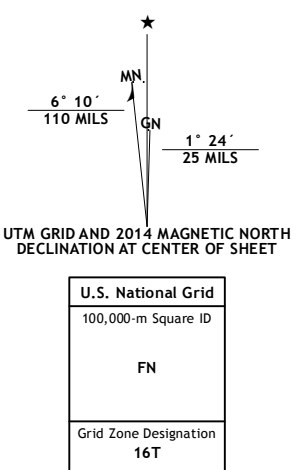 MN
GN
6° 10´
110 MILS
1° 24´
25 MILS
UTM GRID AND 2014 MAGNETIC NORTH
DECLINATION AT CENTER OF SHEET
U.S. National Grid
100,000-m Square ID
FN
Grid Zone Designation
16T